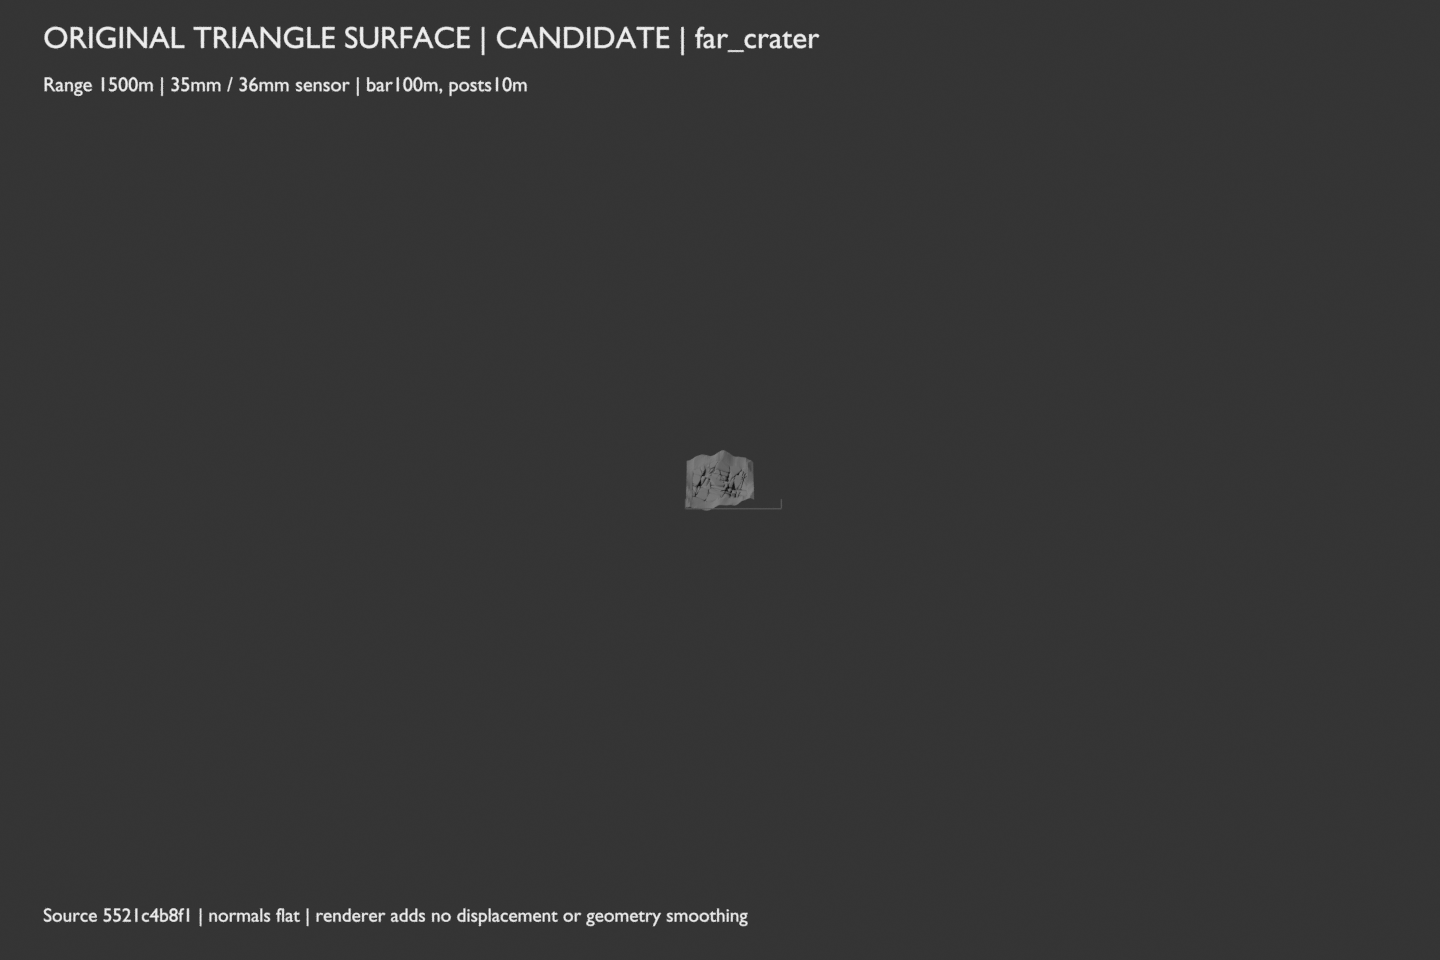 ORIGINAL TRIANGLE SURFACE | CANDIDATE | far_crater
Range 1500m | 35mm / 36mm sensor | bar100m, posts10m
Source 5521c4b8f1 | normals flat | renderer adds no displacement or geometry smoothing